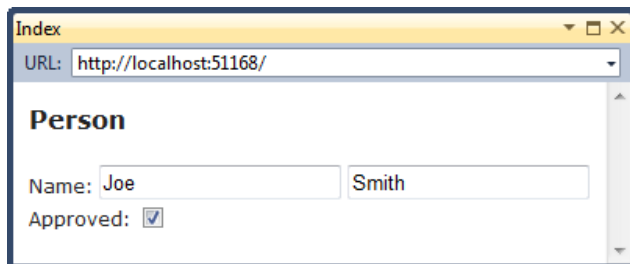 Index
URL: http://localhost:51168/
Person
Name: Joe Smith
Approved: